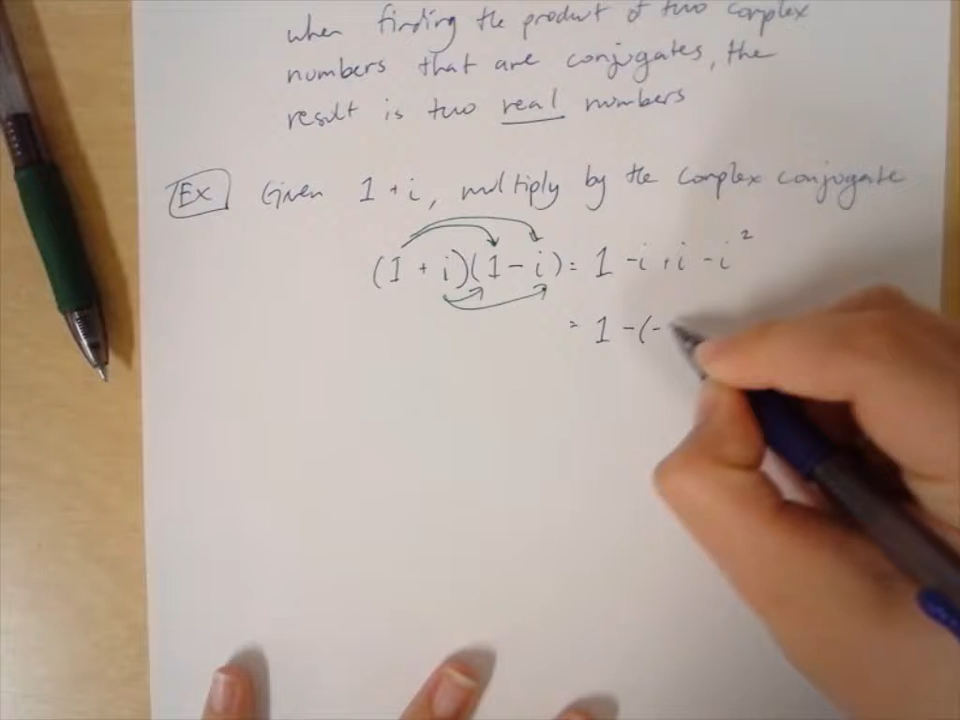 when finding the product of two complex
numbers that are conjugates, the
result is two real numbers
Ex Given 1 + i, multiply by the complex conjugate
(1 + i)(1 - i) = 1 - i + i - i²
= 1 - (-